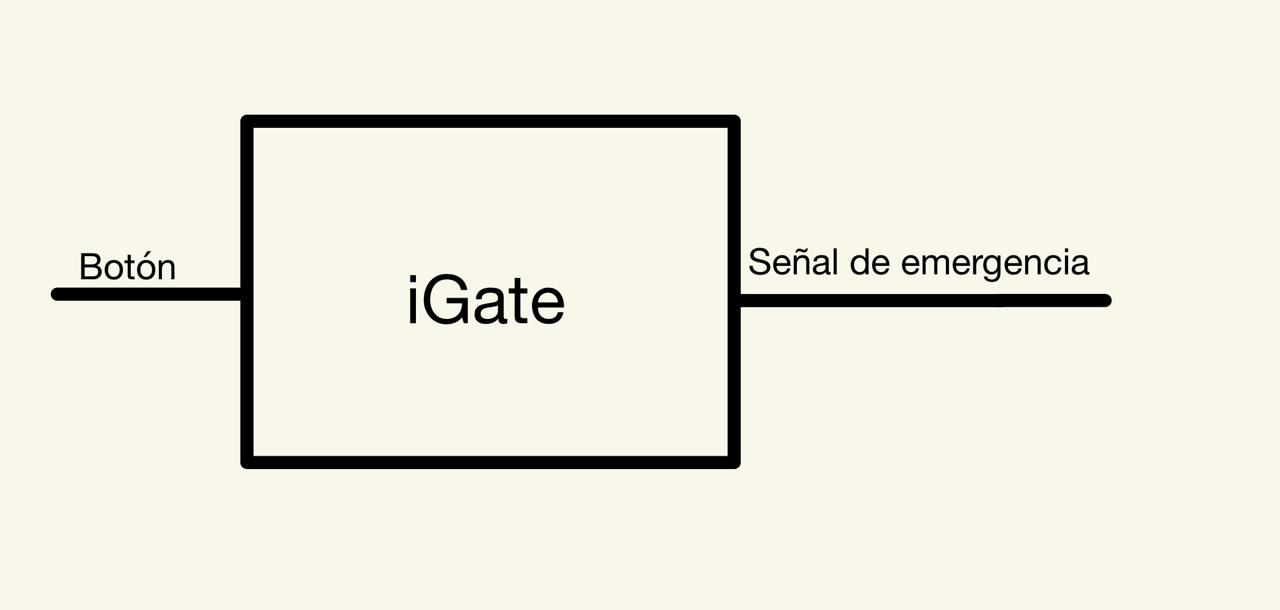 Botón
iGate
Señal de emergencia